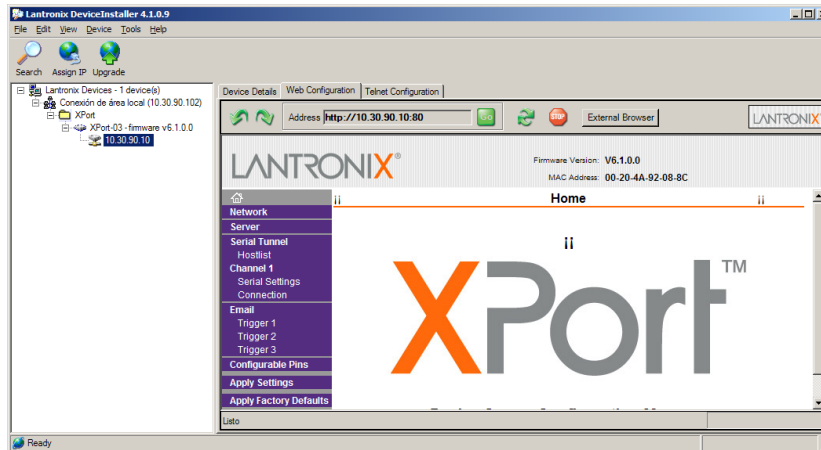 Lantronix DeviceInstaller 4.1.0.9
File Edit View Device Tools Help
Search Assign IP Upgrade
Lantronix Devices - 1 device(s)
Conexión de área local (10.30.90.102)
XPort
XPort-03 - firmware v6.1.0.0
10.30.90.10
Device Details Web Configuration Telnet Configuration
Address http://10.30.90.10:80 Go STOP External Browser LANTRONIX
LANTRONIX®
Firmware Version: V6.1.0.0
MAC Address: 00-20-4A-92-08-8C
¡¡ Home ¡¡
Network
Server
Serial Tunnel
Hostlist
Channel 1
Serial Settings
Connection
Email
Trigger 1
Trigger 2
Trigger 3
Configurable Pins
Apply Settings
Apply Factory Defaults
¡¡
XPort™
Listo
Ready